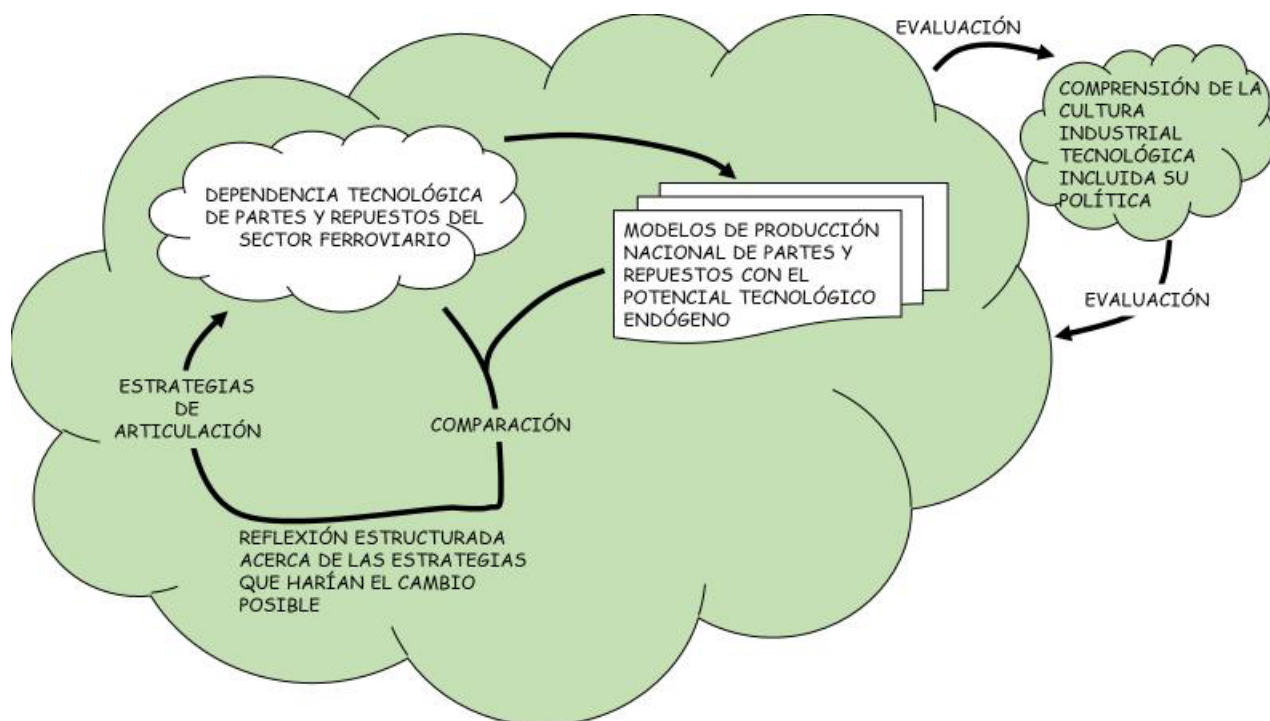 EVALUACIÓN
COMPRENSIÓN DE LA
CULTURA
INDUSTRIAL
TECNOLÓGICA
INCLUIDA SU
POLÍTICA
DEPENDENCIA TECNOLÓGICA
DE PARTES Y REPUESTOS DEL
SECTOR FERROVIARIO
MODELOS DE PRODUCCIÓN
NACIONAL DE PARTES Y
REPUESTOS CON EL
POTENCIAL TECNOLÓGICO
ENDÓGENO
EVALUACIÓN
ESTRATEGIAS
DE
ARTICULACIÓN
COMPARACIÓN
REFLEXIÓN ESTRUCTURADA
ACERCA DE LAS ESTRATEGIAS
QUE HARÍAN EL CAMBIO
POSIBLE